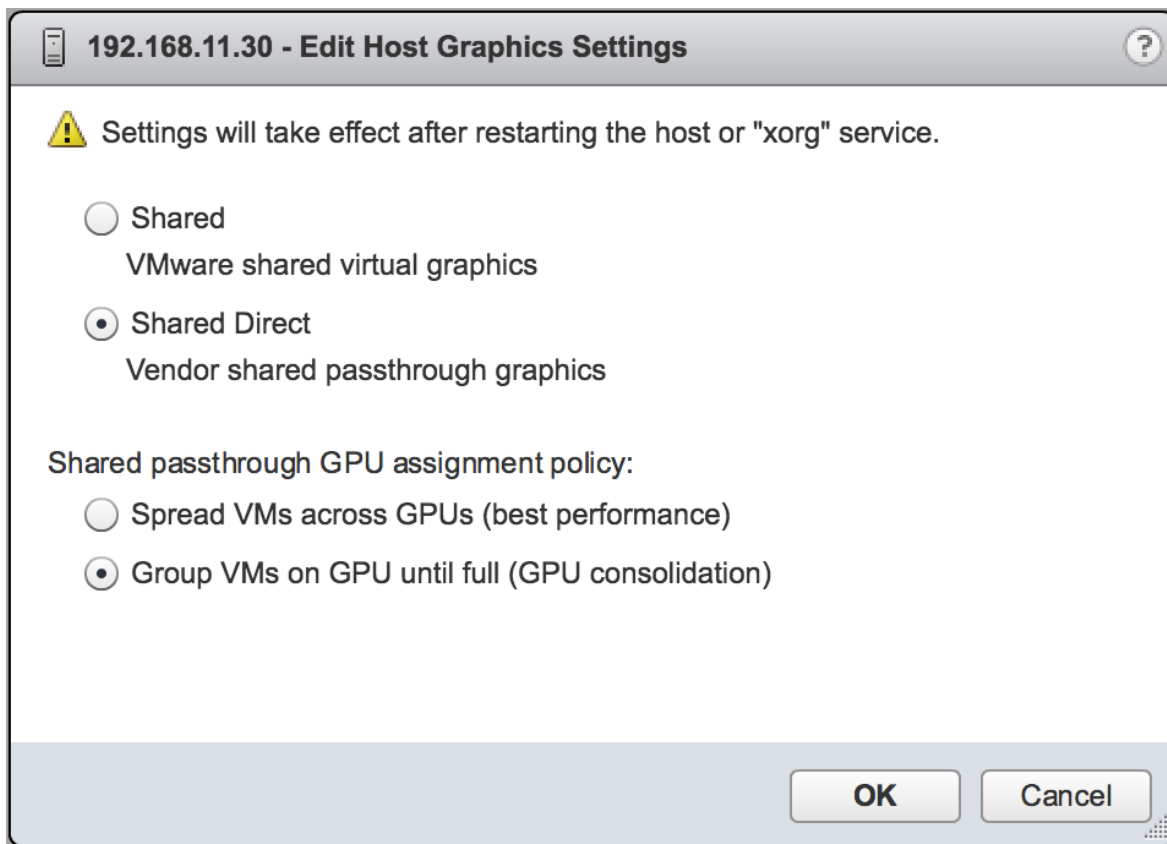 192.168.11.30 - Edit Host Graphics Settings
?
Settings will take effect after restarting the host or "xorg" service.
Shared
VMware shared virtual graphics
Shared Direct
Vendor shared passthrough graphics
Shared passthrough GPU assignment policy:
Spread VMs across GPUs (best performance)
Group VMs on GPU until full (GPU consolidation)
OK Cancel